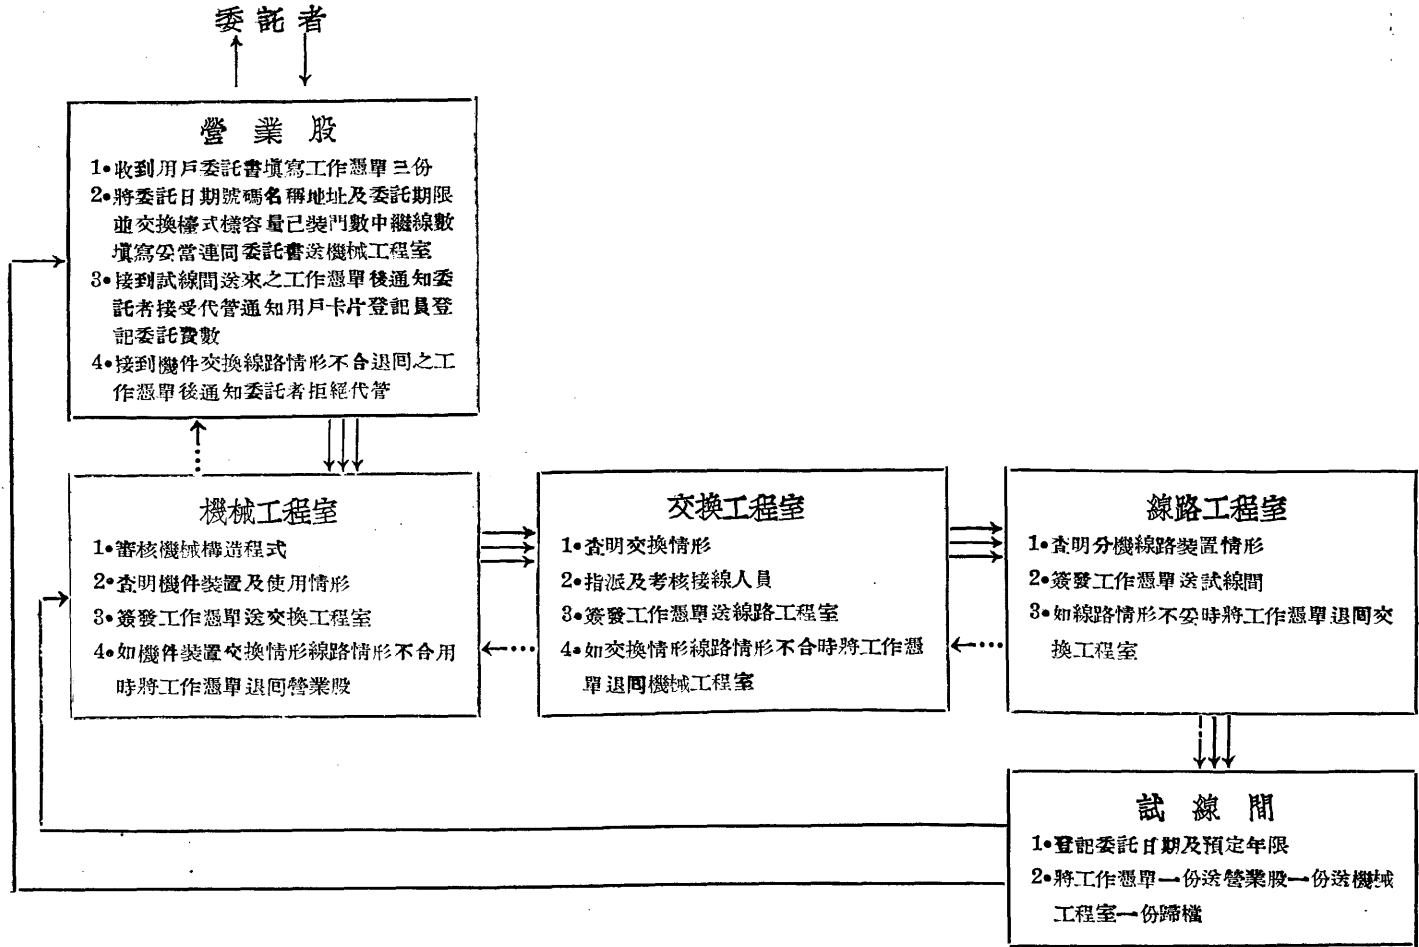 委託者
營業股
1•收到用戶委託書填寫工作憑單三份
2•將委託日期號碼名稱地址及委託期限
並交換檯式樣容量已裝門數中繼線數
填寫妥當連同委託書送機械工程室
3•接到試線間送來之工作憑單後通知委
託者接受代管通知用戶卡片登記員登
記委託費數
4•接到機件交換線路情形不合退回之工
作憑單後通知委託者拒絕代管
機械工程室
1•審核機械構造程式
2•查明機件裝置及使用情形
3•簽發工作憑單送交換工程室
4•如機件裝置交換情形線路情形不合用
時將工作憑單退回營業股
交換工程室
1•查明交換情形
2•指派及考核接線人員
3•簽發工作憑單送線路工程室
4•如交換情形線路情形不合時將工作憑
單退回機械工程室
線路工程室
1•查明分機線路裝置情形
2•簽發工作憑單送試線間
3•如線路情形不妥時將工作憑單退回交
換工程室
試線間
1•登記委託日期及預定年限
2•將工作憑單一份送營業股一份送機械
工程室一份歸檔